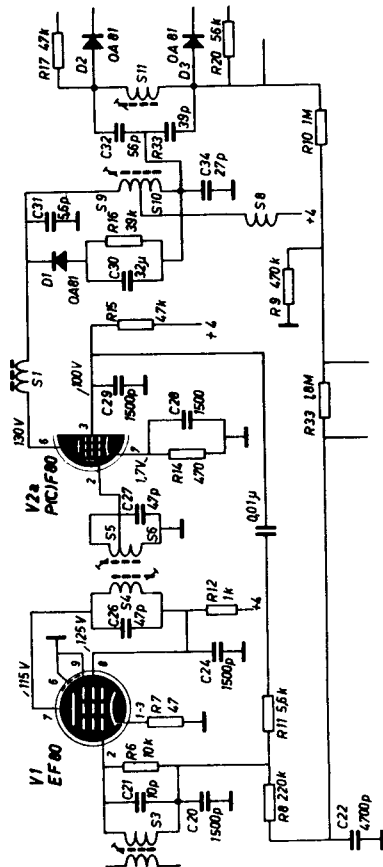 V1
EF 80
115V
7
6
9
125V
8
2
1-3
R7
47
S3
C21
10p
R6
10k
C20
1500p
C24
1500p
C26
47p
S4
R12
1k
+4
S5
S6
C27
47p
V2a
P(C)F80
130V
6
2
3
9
1,7V
100V
R14
470
C28
1500
C29
1500p
R15
4.7k
+4
S1
D1
OA81
C31
5.6p
C30
32µ
R16
39k
S9
S10
C34
27p
S8
+4
C32
56p
R33
39p
S11
R17 47k
D2
OA 81
D3
OA 81
R20
56k
R8 220k
R11 5,6k
C22
4700p
0,01µ
R33 1,8M
R9 470k
R10 1M